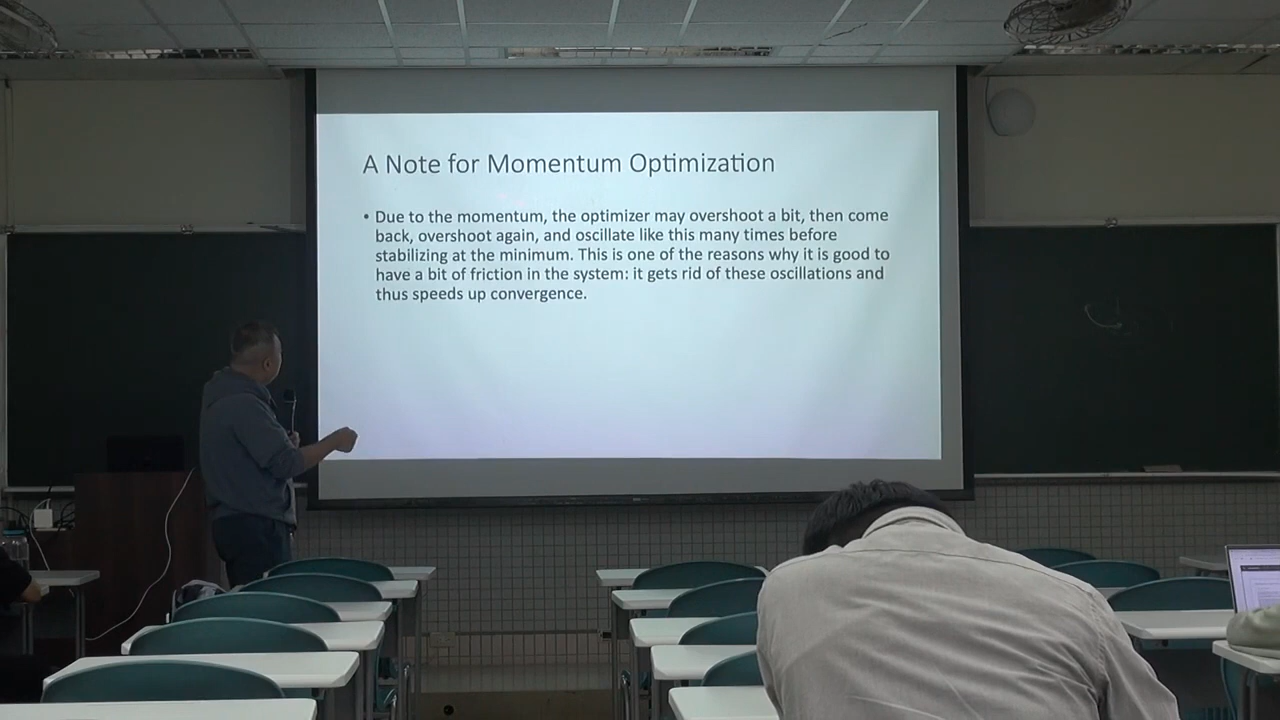 A Note for Momentum Optimization
• Due to the momentum, the optimizer may overshoot a bit, then come
back, overshoot again, and oscillate like this many times before
stabilizing at the minimum. This is one of the reasons why it is good to
have a bit of friction in the system: it gets rid of these oscillations and
thus speeds up convergence.